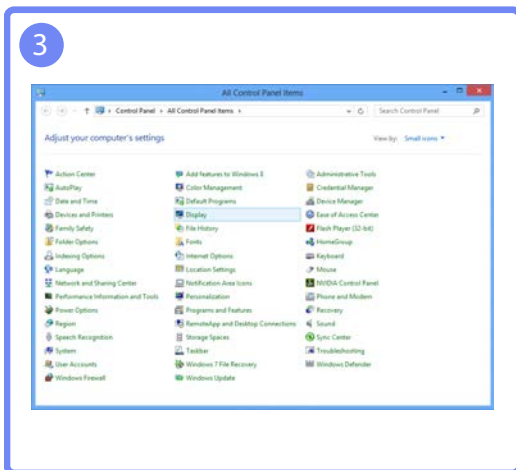 3
All Control Panel Items
Control Panel All Control Panel Items Search Control Panel
Adjust your computer's settings View by: Small icons
Action Center Add features to Windows 8 Administrative Tools
AutoPlay Color Management Credential Manager
Date and Time Default Programs Device Manager
Devices and Printers Display Ease of Access Center
Family Safety File History Flash Player (32-bit)
Folder Options Fonts HomeGroup
Indexing Options Internet Options Keyboard
Language Location Settings Mouse
Network and Sharing Center Notification Area Icons NVIDIA Control Panel
Performance Information and Tools Personalization Phone and Modem
Power Options Programs and Features Recovery
Region RemoteApp and Desktop Connections Sound
Speech Recognition Storage Spaces Sync Center
System Taskbar Troubleshooting
User Accounts Windows 7 File Recovery Windows Defender
Windows Firewall Windows Update